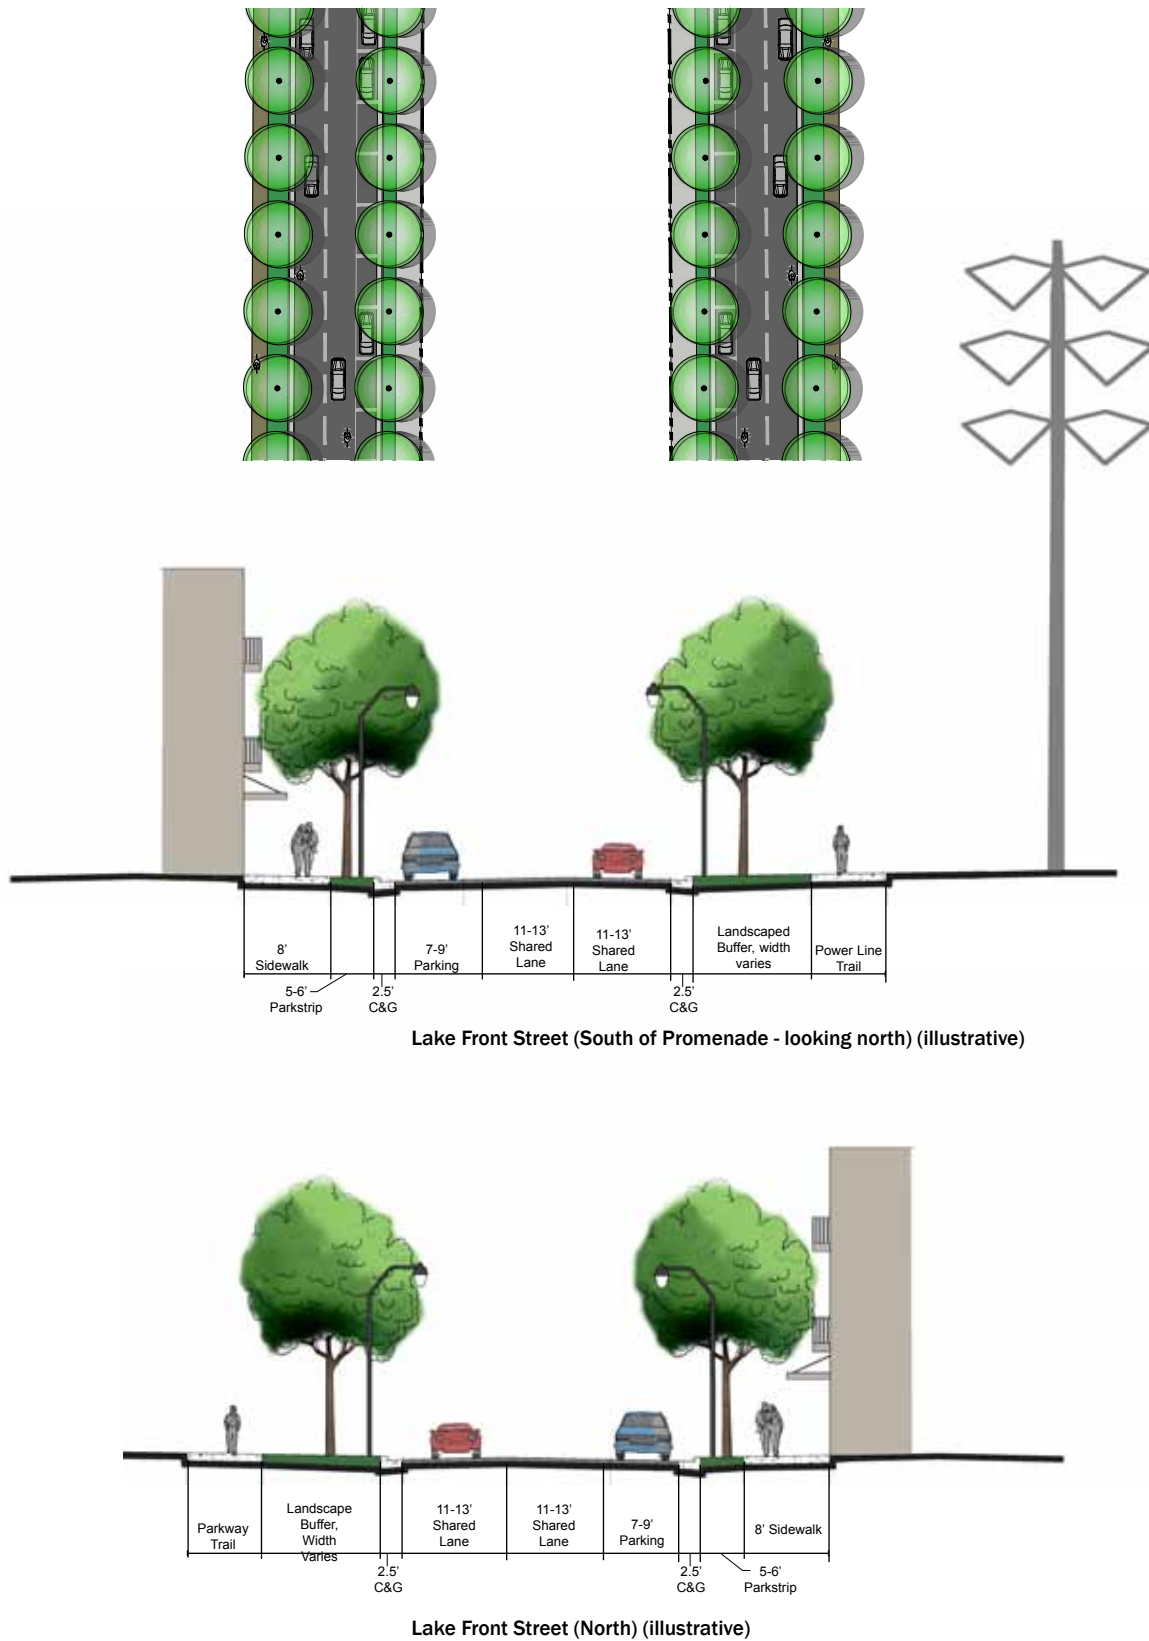 8'
Sidewalk
5-6'
Parkstrip
2.5'
C&G
7-9'
Parking
11-13'
Shared
Lane
11-13'
Shared
Lane
2.5'
C&G
Landscaped
Buffer, width
varies
Power Line
Trail
Lake Front Street (South of Promenade - looking north) (illustrative)
Parkway
Trail
Landscape
Buffer,
Width
Varies
2.5'
C&G
11-13'
Shared
Lane
11-13'
Shared
Lane
7-9'
Parking
2.5'
C&G
5-6'
Parkstrip
8' Sidewalk
Lake Front Street (North) (illustrative)